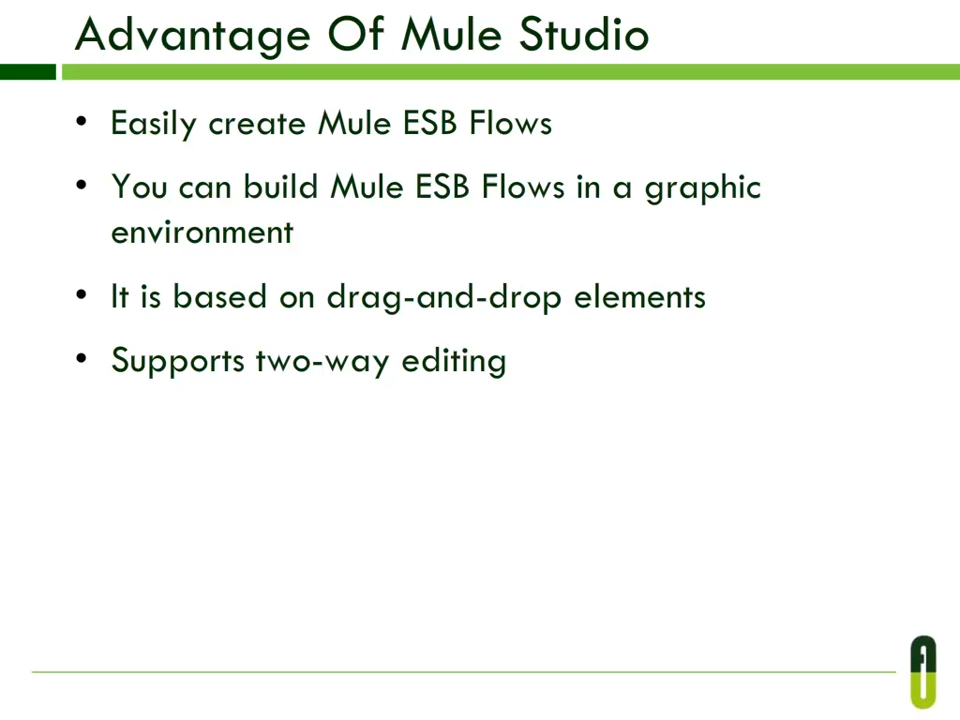 Advantage Of Mule Studio
• Easily create Mule ESB Flows
• You can build Mule ESB Flows in a graphic
environment
• It is based on drag-and-drop elements
• Supports two-way editing